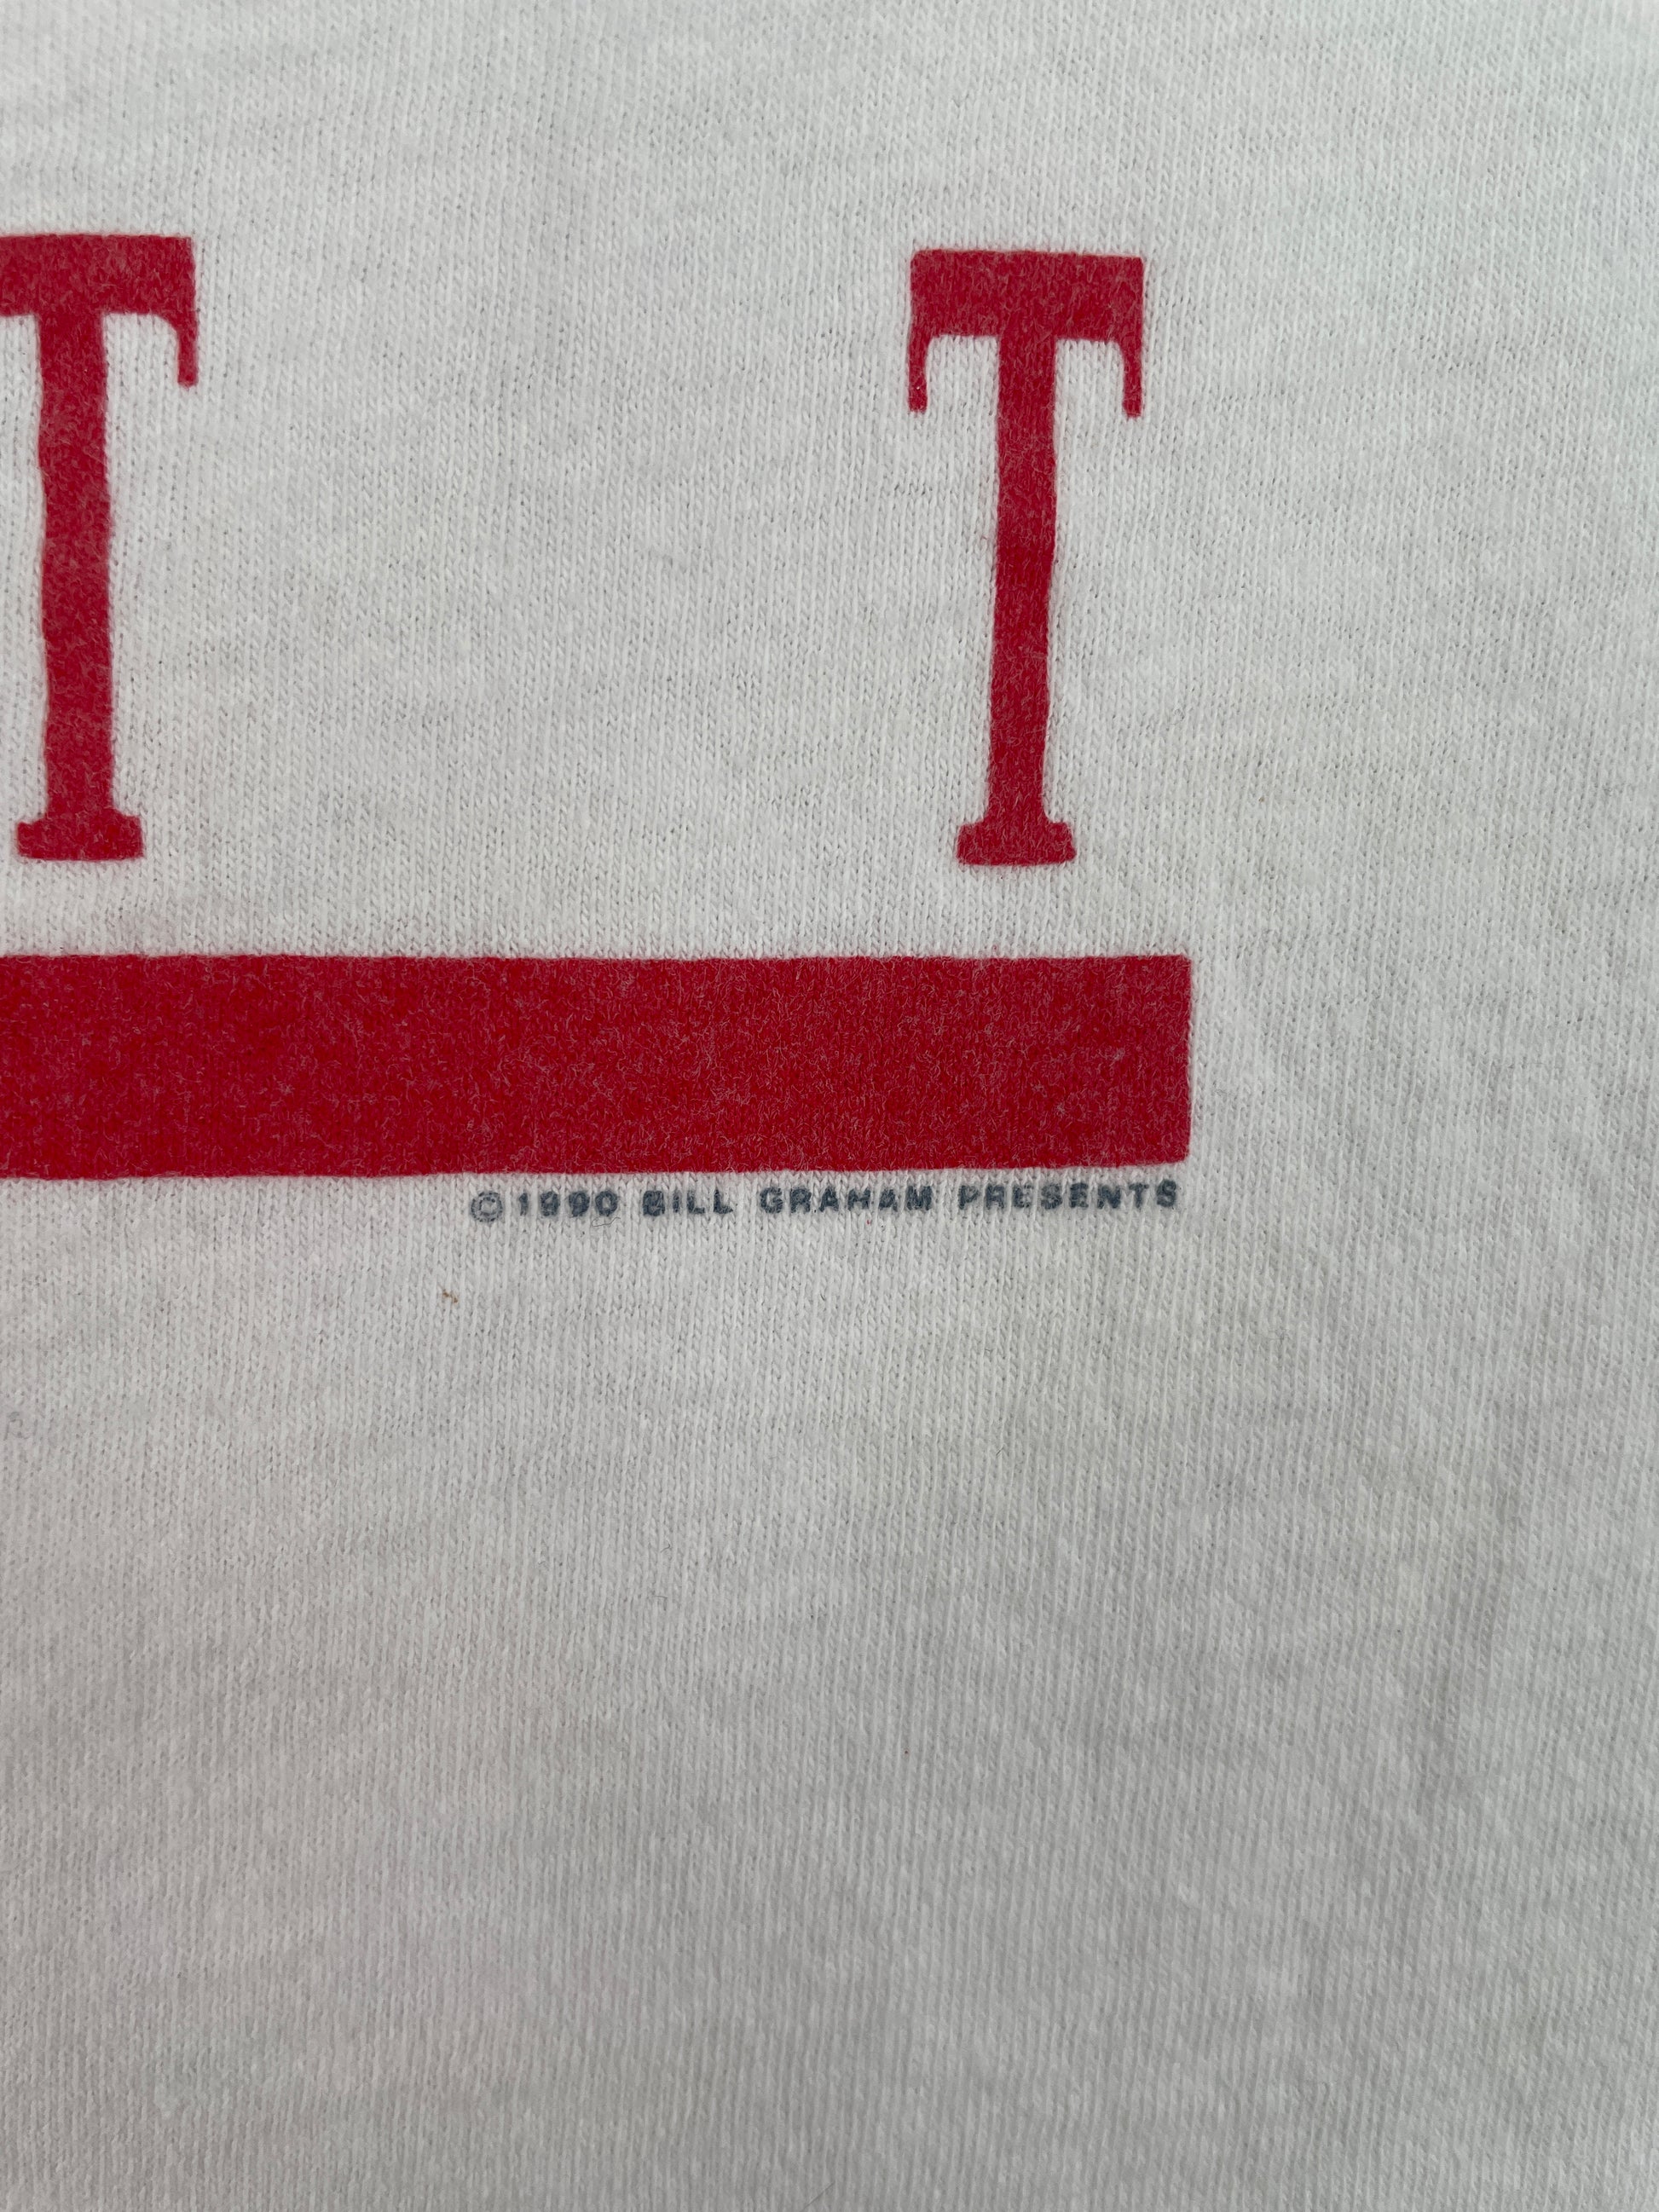 T T
© 1990 BILL GRAHAM PRESENTS